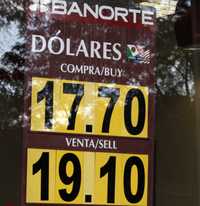 BANORTE
DÓLARES
COMPRA/BUY
17.70
VENTA/SELL
19.10